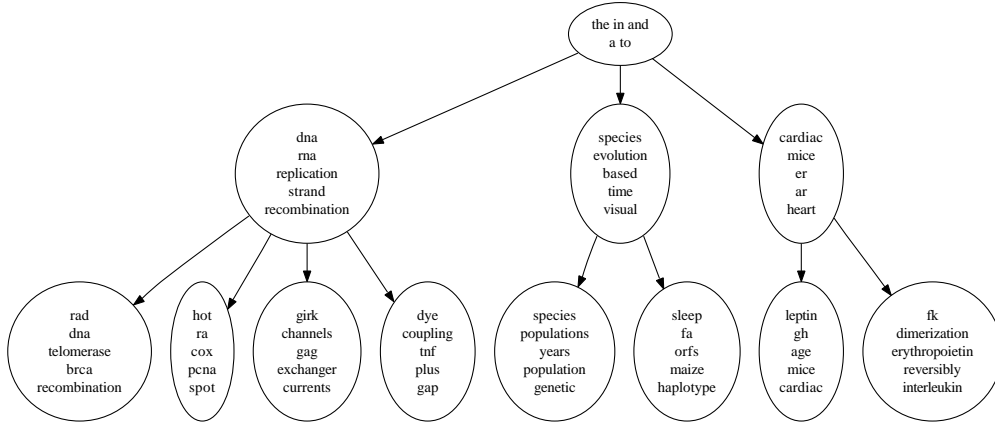 the in and
a to
dna
rna
replication
strand
recombination
species
evolution
based
time
visual
cardiac
mice
er
ar
heart
rad
dna
telomerase
brca
recombination
hot
ra
cox
pcna
spot
girk
channels
gag
exchanger
currents
dye
coupling
tnf
plus
gap
species
populations
years
population
genetic
sleep
fa
orfs
maize
haplotype
leptin
gh
age
mice
cardiac
fk
dimerization
erythropoietin
reversibly
interleukin